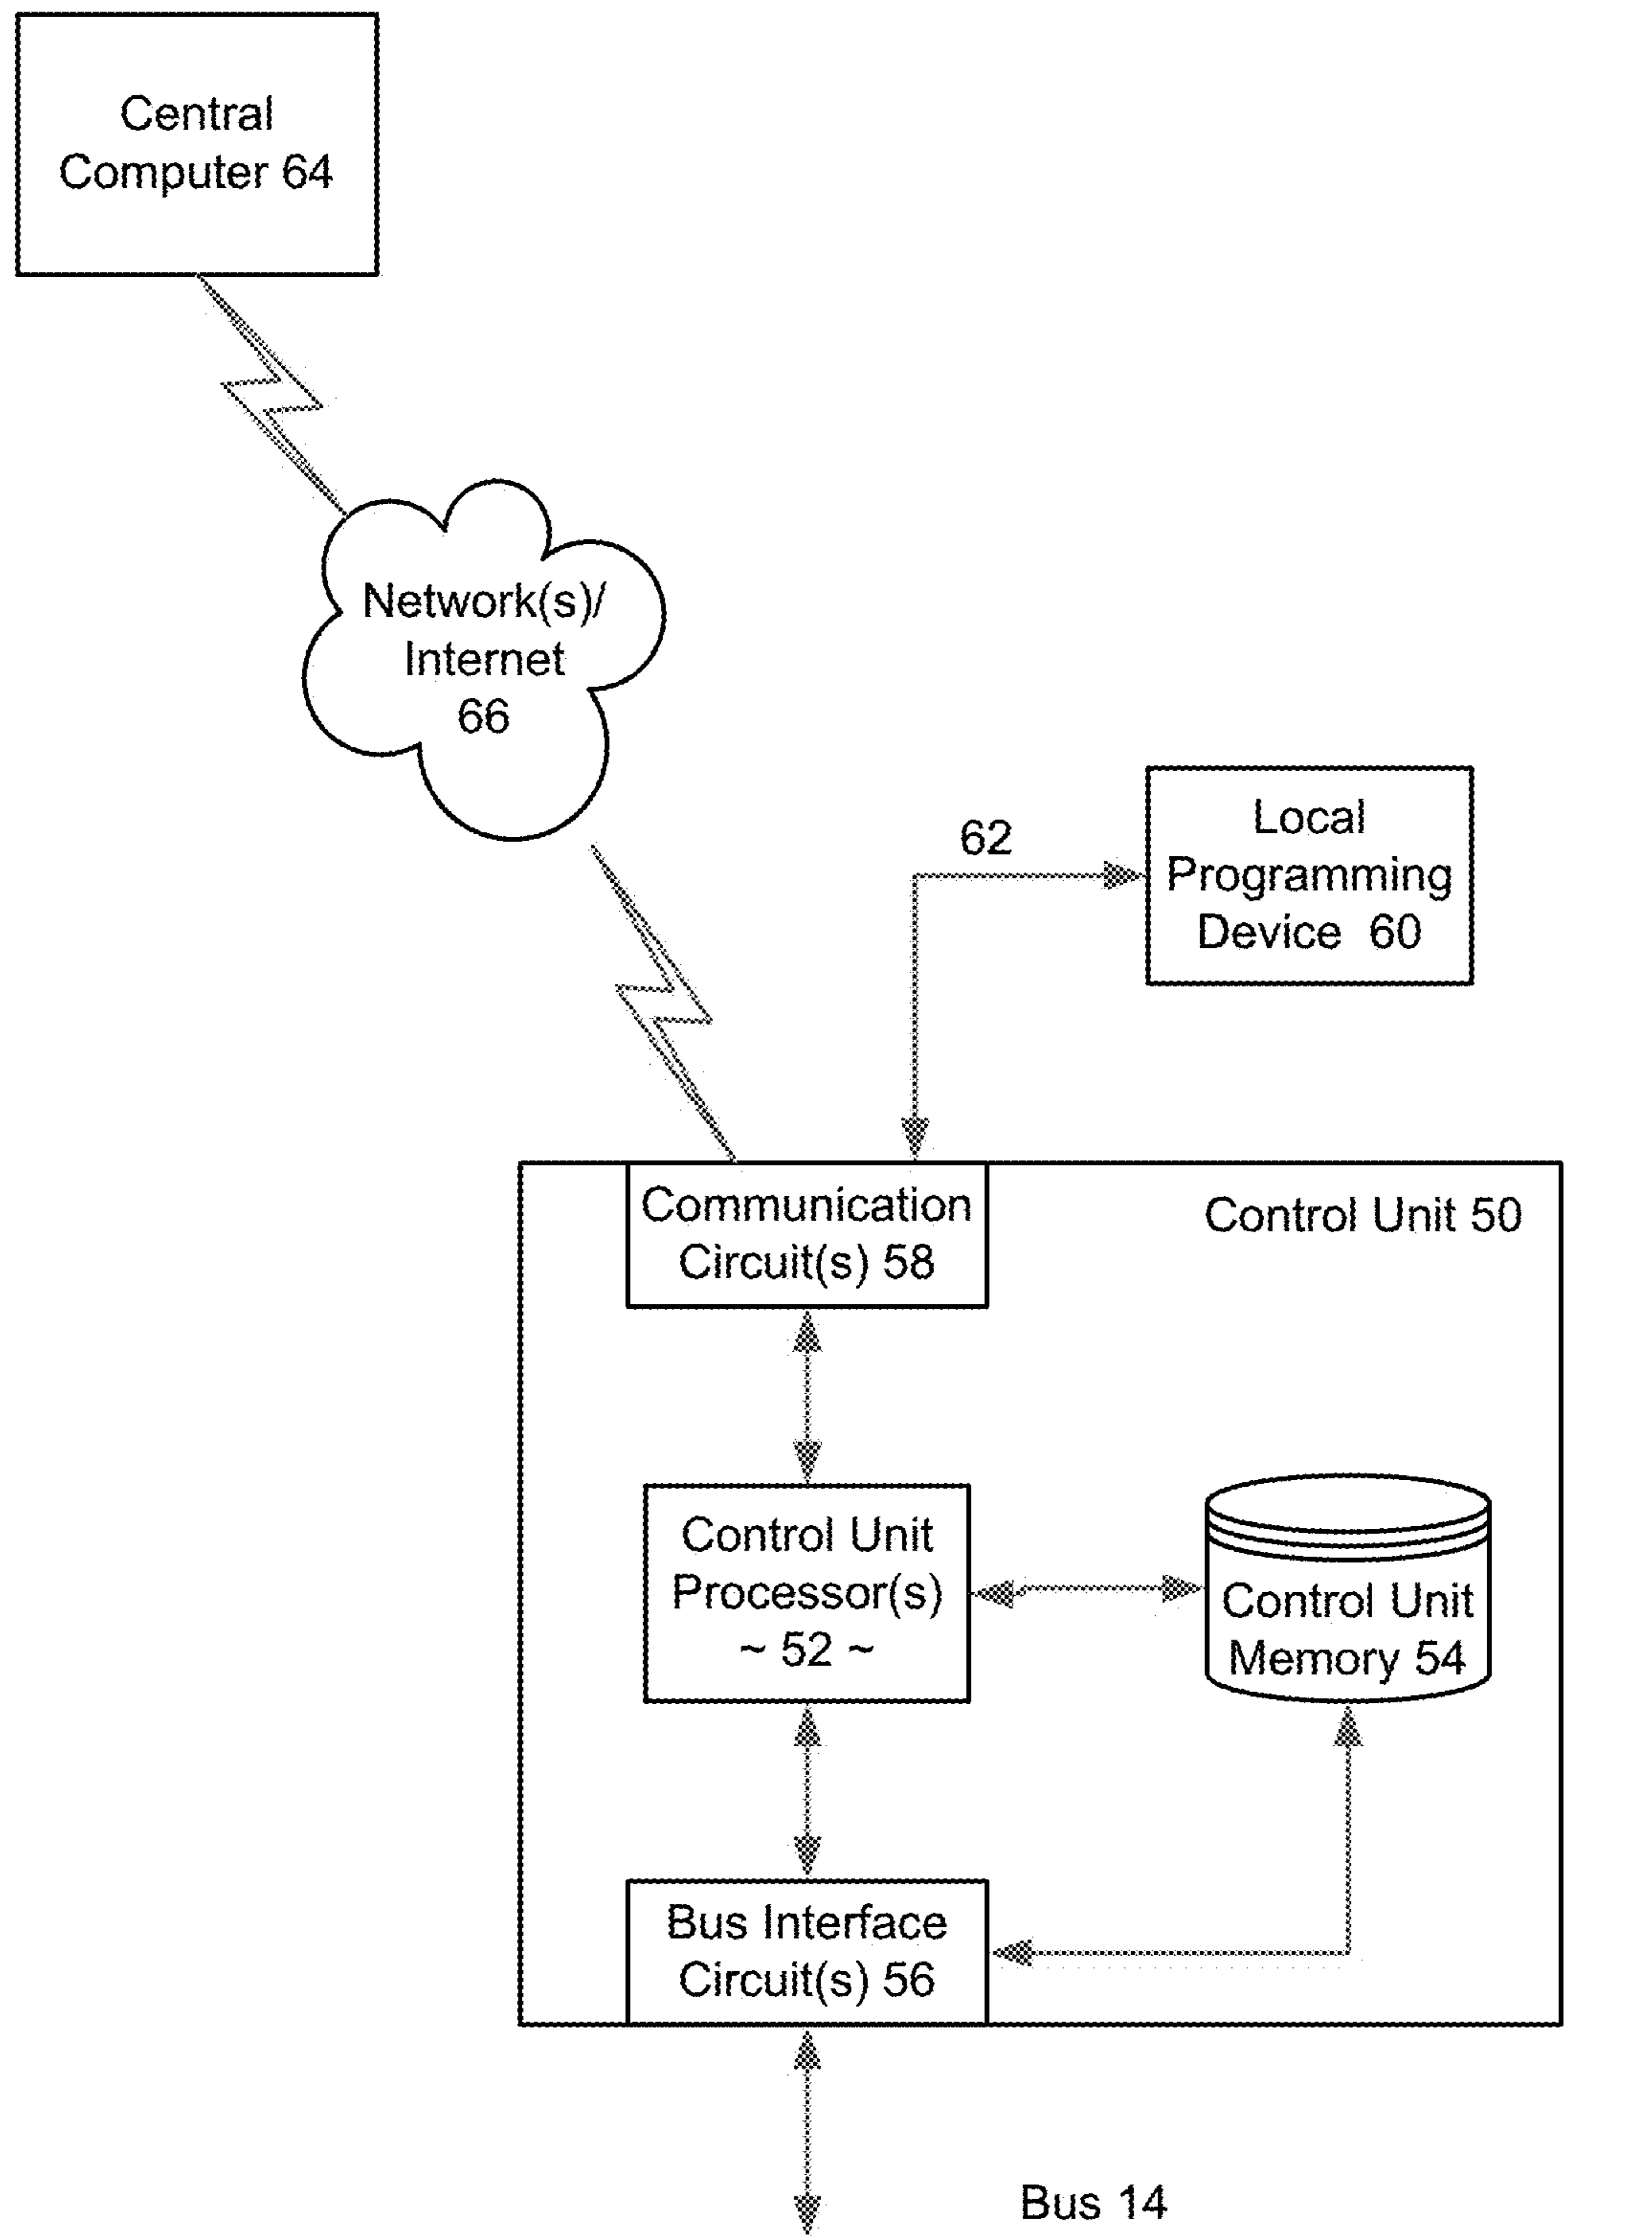 Central
Computer 64
Network(s)/
Internet
66
62
Local
Programming
Device 60
Communication
Circuit(s) 58
Control Unit 50
Control Unit
Processor(s)
~ 52 ~
Control Unit
Memory 54
Bus Interface
Circuit(s) 56
Bus 14